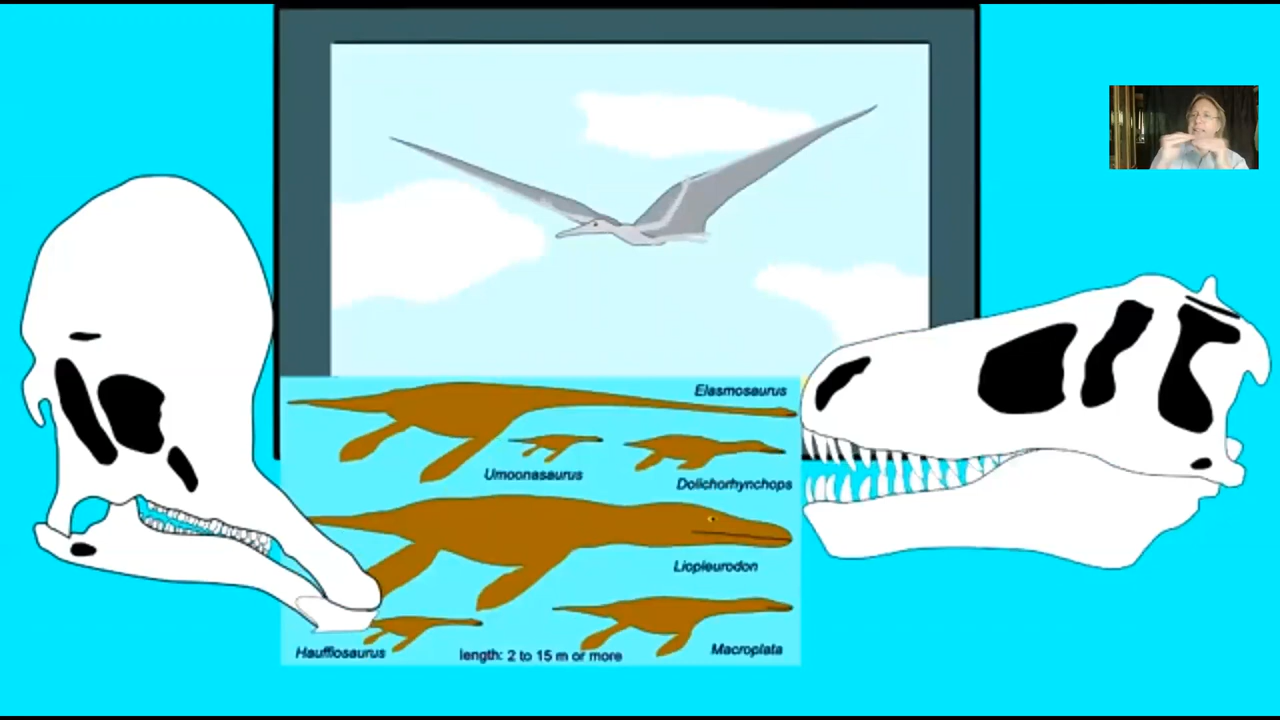 Elasmosaurus
Umoonasaurus
Dolichorhynchops
Liopleurodon
Hauffiosaurus
length: 2 to 15 m or more
Macroplata